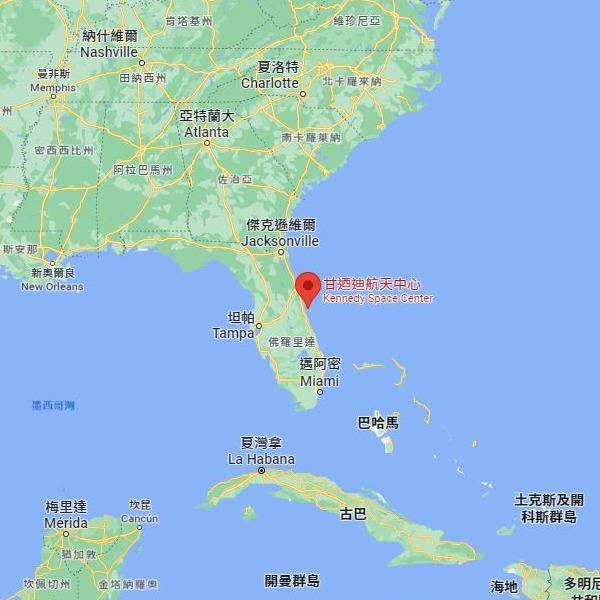 肯塔基州
維珍尼亞
納什維爾
Nashville
夏洛特
Charlotte
曼非斯
Memphis
田納西州
北卡羅來納
州
亞特蘭大
Atlanta
南卡羅萊納
密西西比州
阿拉巴馬州
佐治亞
傑克遜維爾
Jacksonville
斯安那
新奧爾良
New Orleans
甘迺迪航天中心
Kennedy Space Center
坦帕
Tampa
佛羅里達
邁阿密
Miami
墨西哥灣
巴哈馬
夏灣拿
La Habana
梅里達
Mérida
坎昆
Cancún
古巴
土克斯及開
科斯群島
猶加敦
坎佩切州
金塔納羅奧
開曼群島
海地
多明尼
共和